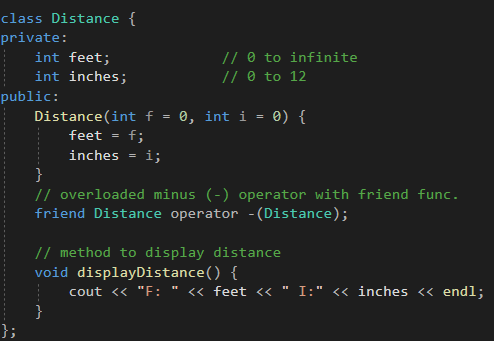 class Distance {
private:
    int feet;             // 0 to infinite
    int inches;           // 0 to 12
public:
    Distance(int f = 0, int i = 0) {
        feet = f;
        inches = i;
    }
    // overloaded minus (-) operator with friend func.
    friend Distance operator -(Distance);

    // method to display distance
    void displayDistance() {
        cout << "F: " << feet << " I:" << inches << endl;
    }
};